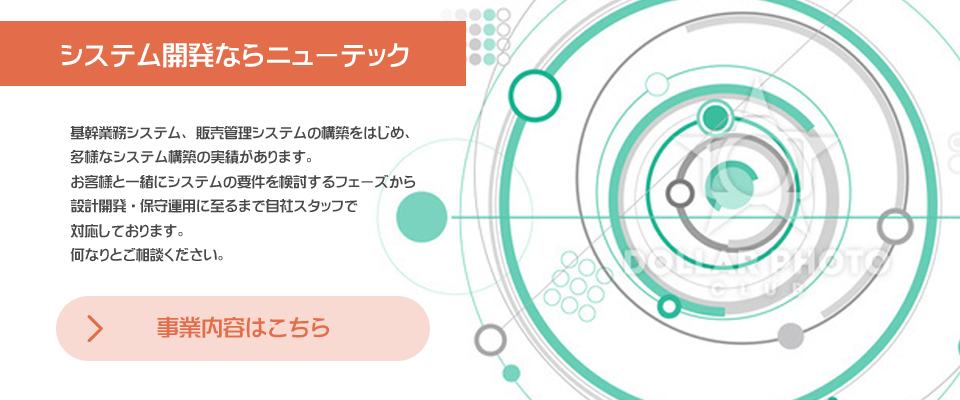 システム開発ならニューテック
基幹業務システム、販売管理システムの構築をはじめ、
多様なシステム構築の実績があります。
お客様と一緒にシステムの要件を検討するフェーズから
設計開発・保守運用に至るまで自社スタッフで
対応しております。
何なりとご相談ください。
事業内容はこちら
DOLLAR PHOTO
CLUB